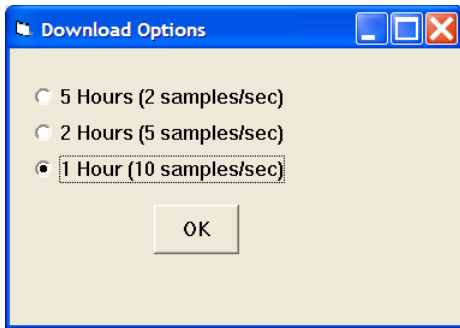 Download Options
5 Hours (2 samples/sec)
2 Hours (5 samples/sec)
1 Hour (10 samples/sec)
OK